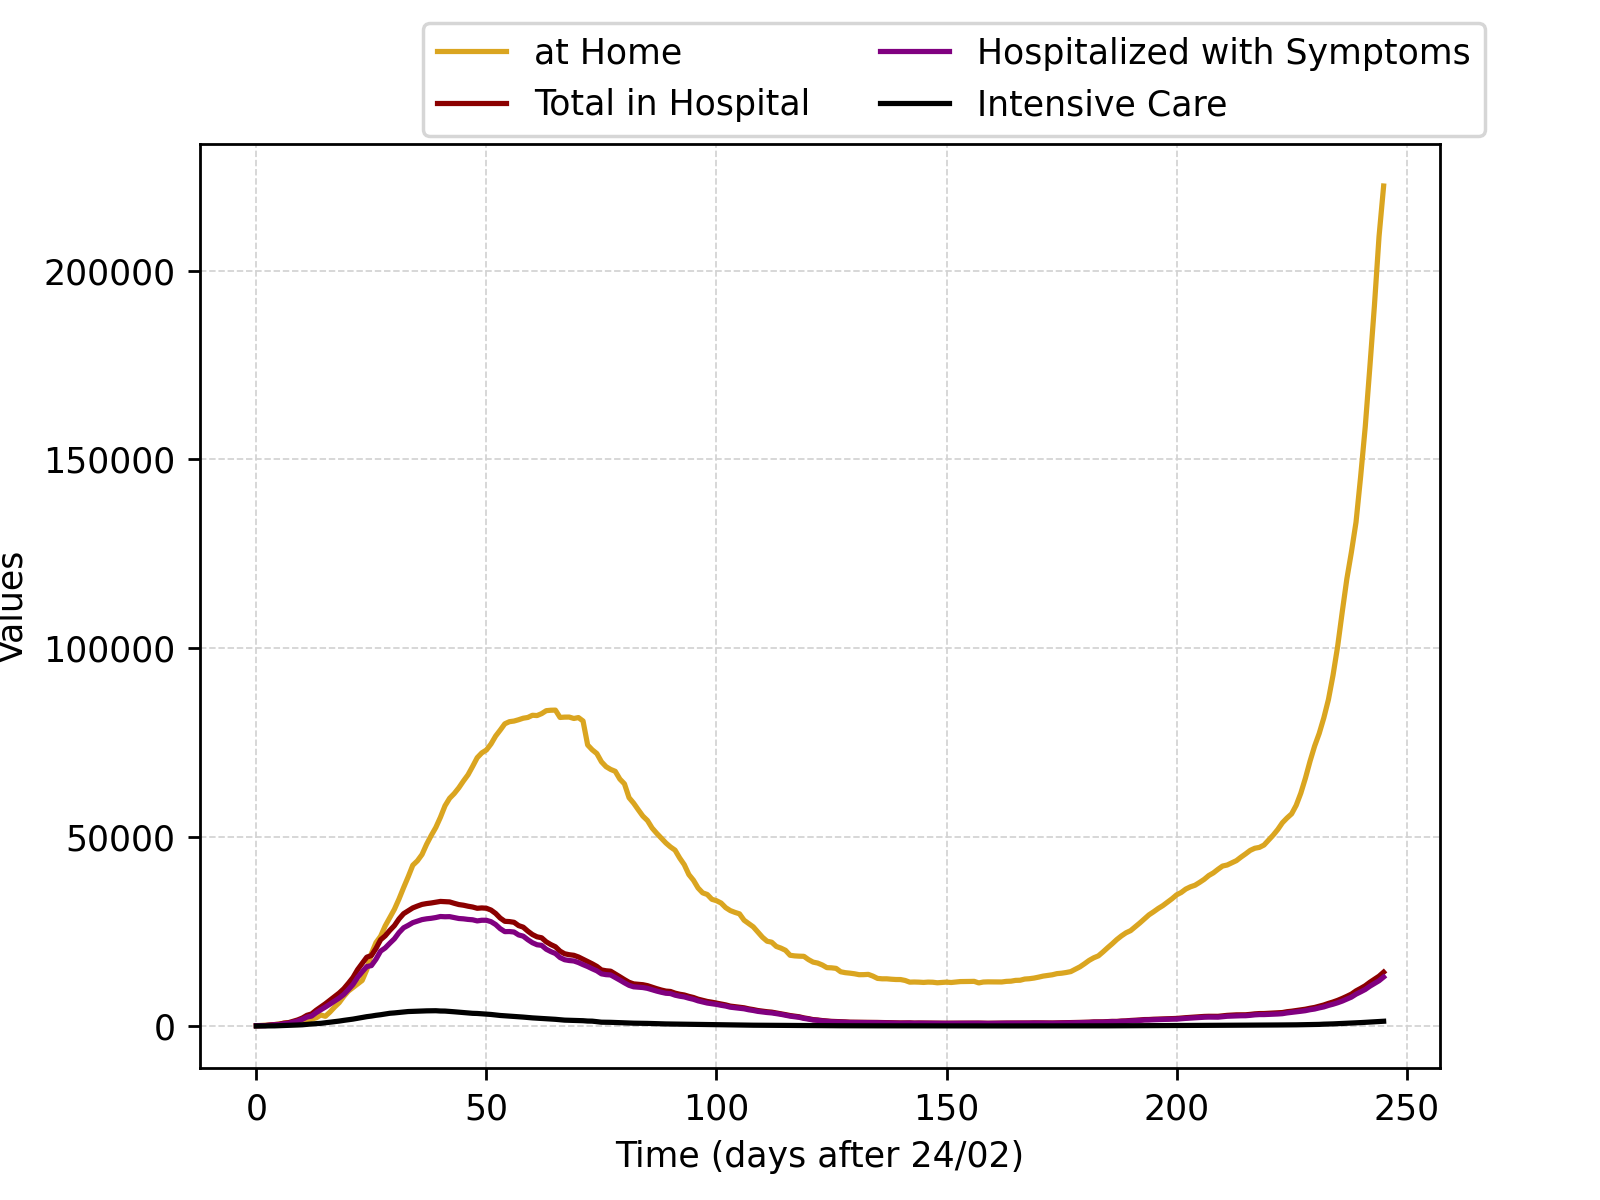 at Home
Total in Hospital
Hospitalized with Symptoms
Intensive Care
200000
150000
100000
50000
0
Values
0 50 100 150 200 250
Time (days after 24/02)